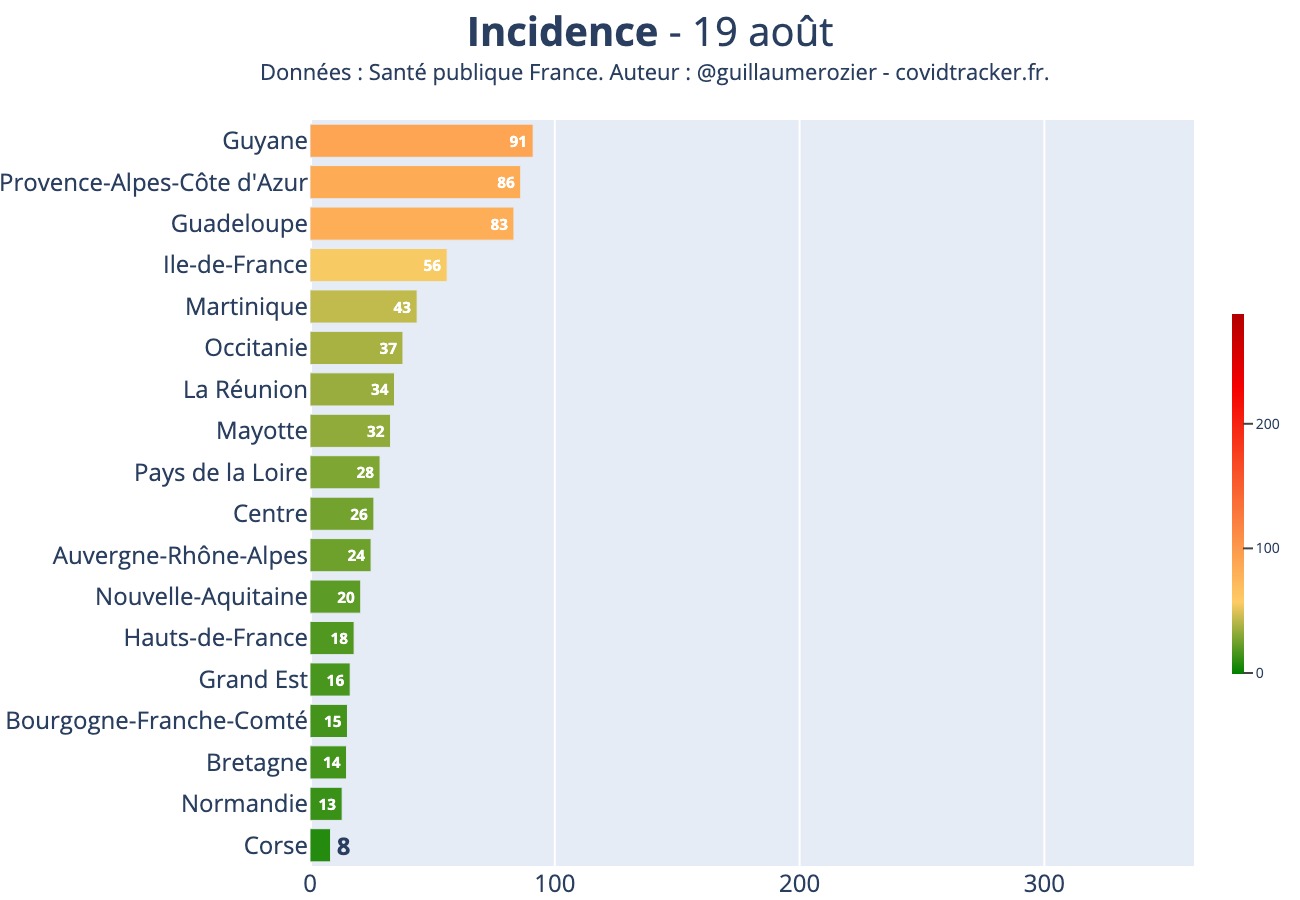 Incidence - 19 août
Données : Santé publique France. Auteur : @guillaumerozier - covidtracker.fr.
Guyane 91
Provence-Alpes-Côte d'Azur 86
Guadeloupe 83
Ile-de-France 56
Martinique 43
Occitanie 37
La Réunion 34
Mayotte 32
Pays de la Loire 28
Centre 26
Auvergne-Rhône-Alpes 24
Nouvelle-Aquitaine 20
Hauts-de-France 18
Grand Est 16
Bourgogne-Franche-Comté 15
Bretagne 14
Normandie 13
Corse 8
0 100 200 300
200
100
0